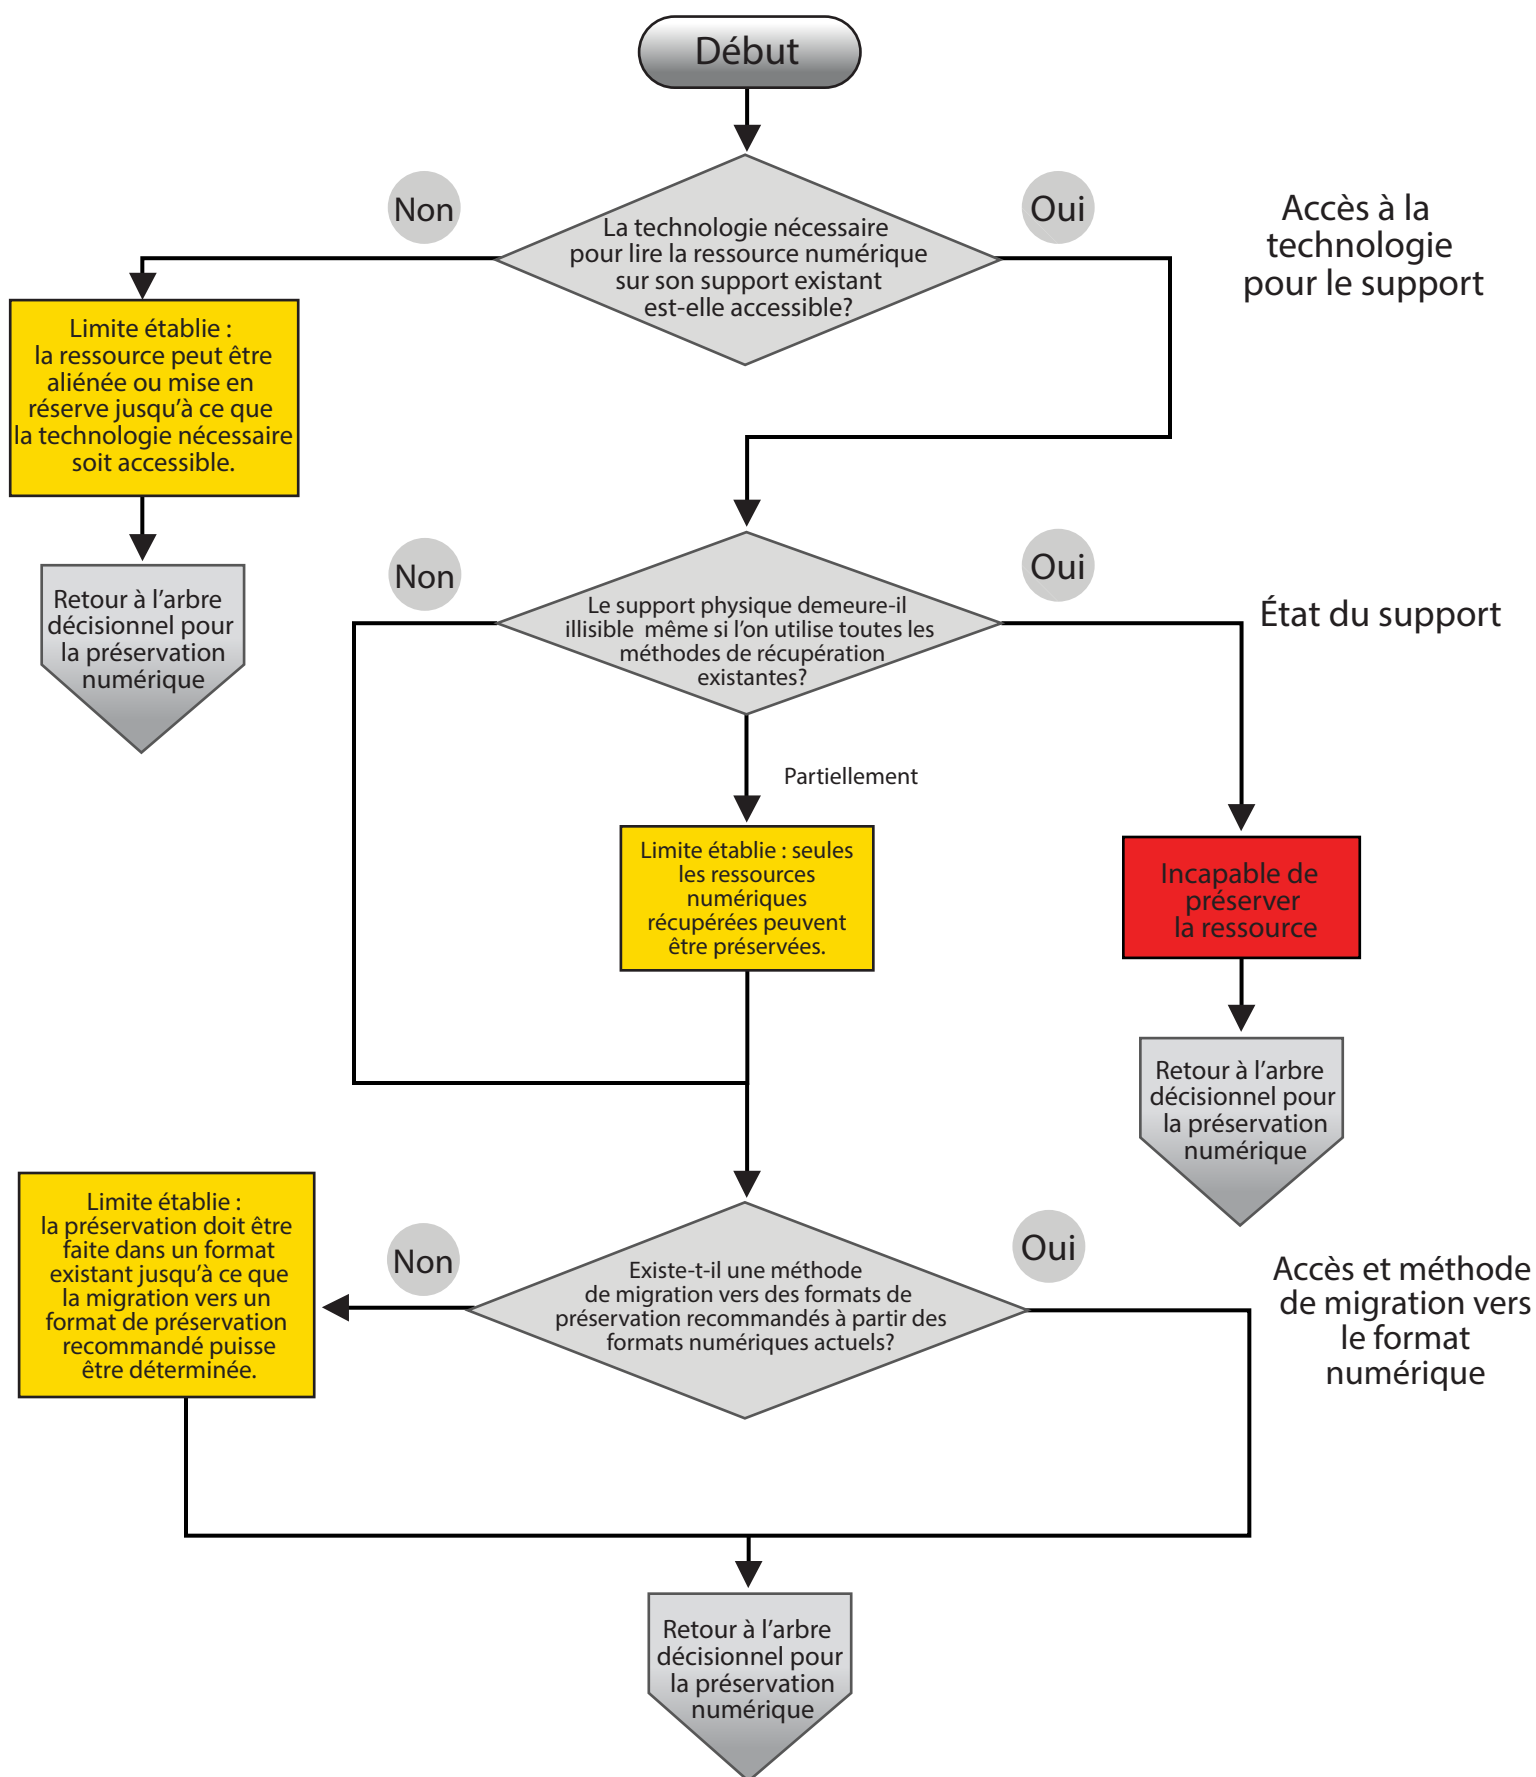 Début
Non
Oui
La technologie nécessaire
pour lire la ressource numérique
sur son support existant
est-elle accessible?
Accès à la
technologie
pour le support
Limite établie :
la ressource peut être
aliénée ou mise en
réserve jusqu'à ce que
la technologie nécessaire
soit accessible.
Retour à l'arbre
décisionnel pour
la préservation
numérique
Non
Oui
Le support physique demeure-il
illisible même si l'on utilise toutes les
méthodes de récupération
existantes?
État du support
Partiellement
Limite établie : seules
les ressources
numériques
récupérées peuvent
être préservées.
Incapable de
préserver
la ressource
Retour à l'arbre
décisionnel pour
la préservation
numérique
Limite établie :
la préservation doit être
faite dans un format
existant jusqu'à ce que
la migration vers un
format de préservation
recommandé puisse
être déterminée.
Non
Oui
Existe-t-il une méthode
de migration vers des formats de
préservation recommandés à partir des
formats numériques actuels?
Accès et méthode
de migration vers
le format
numérique
Retour à l'arbre
décisionnel pour
la préservation
numérique